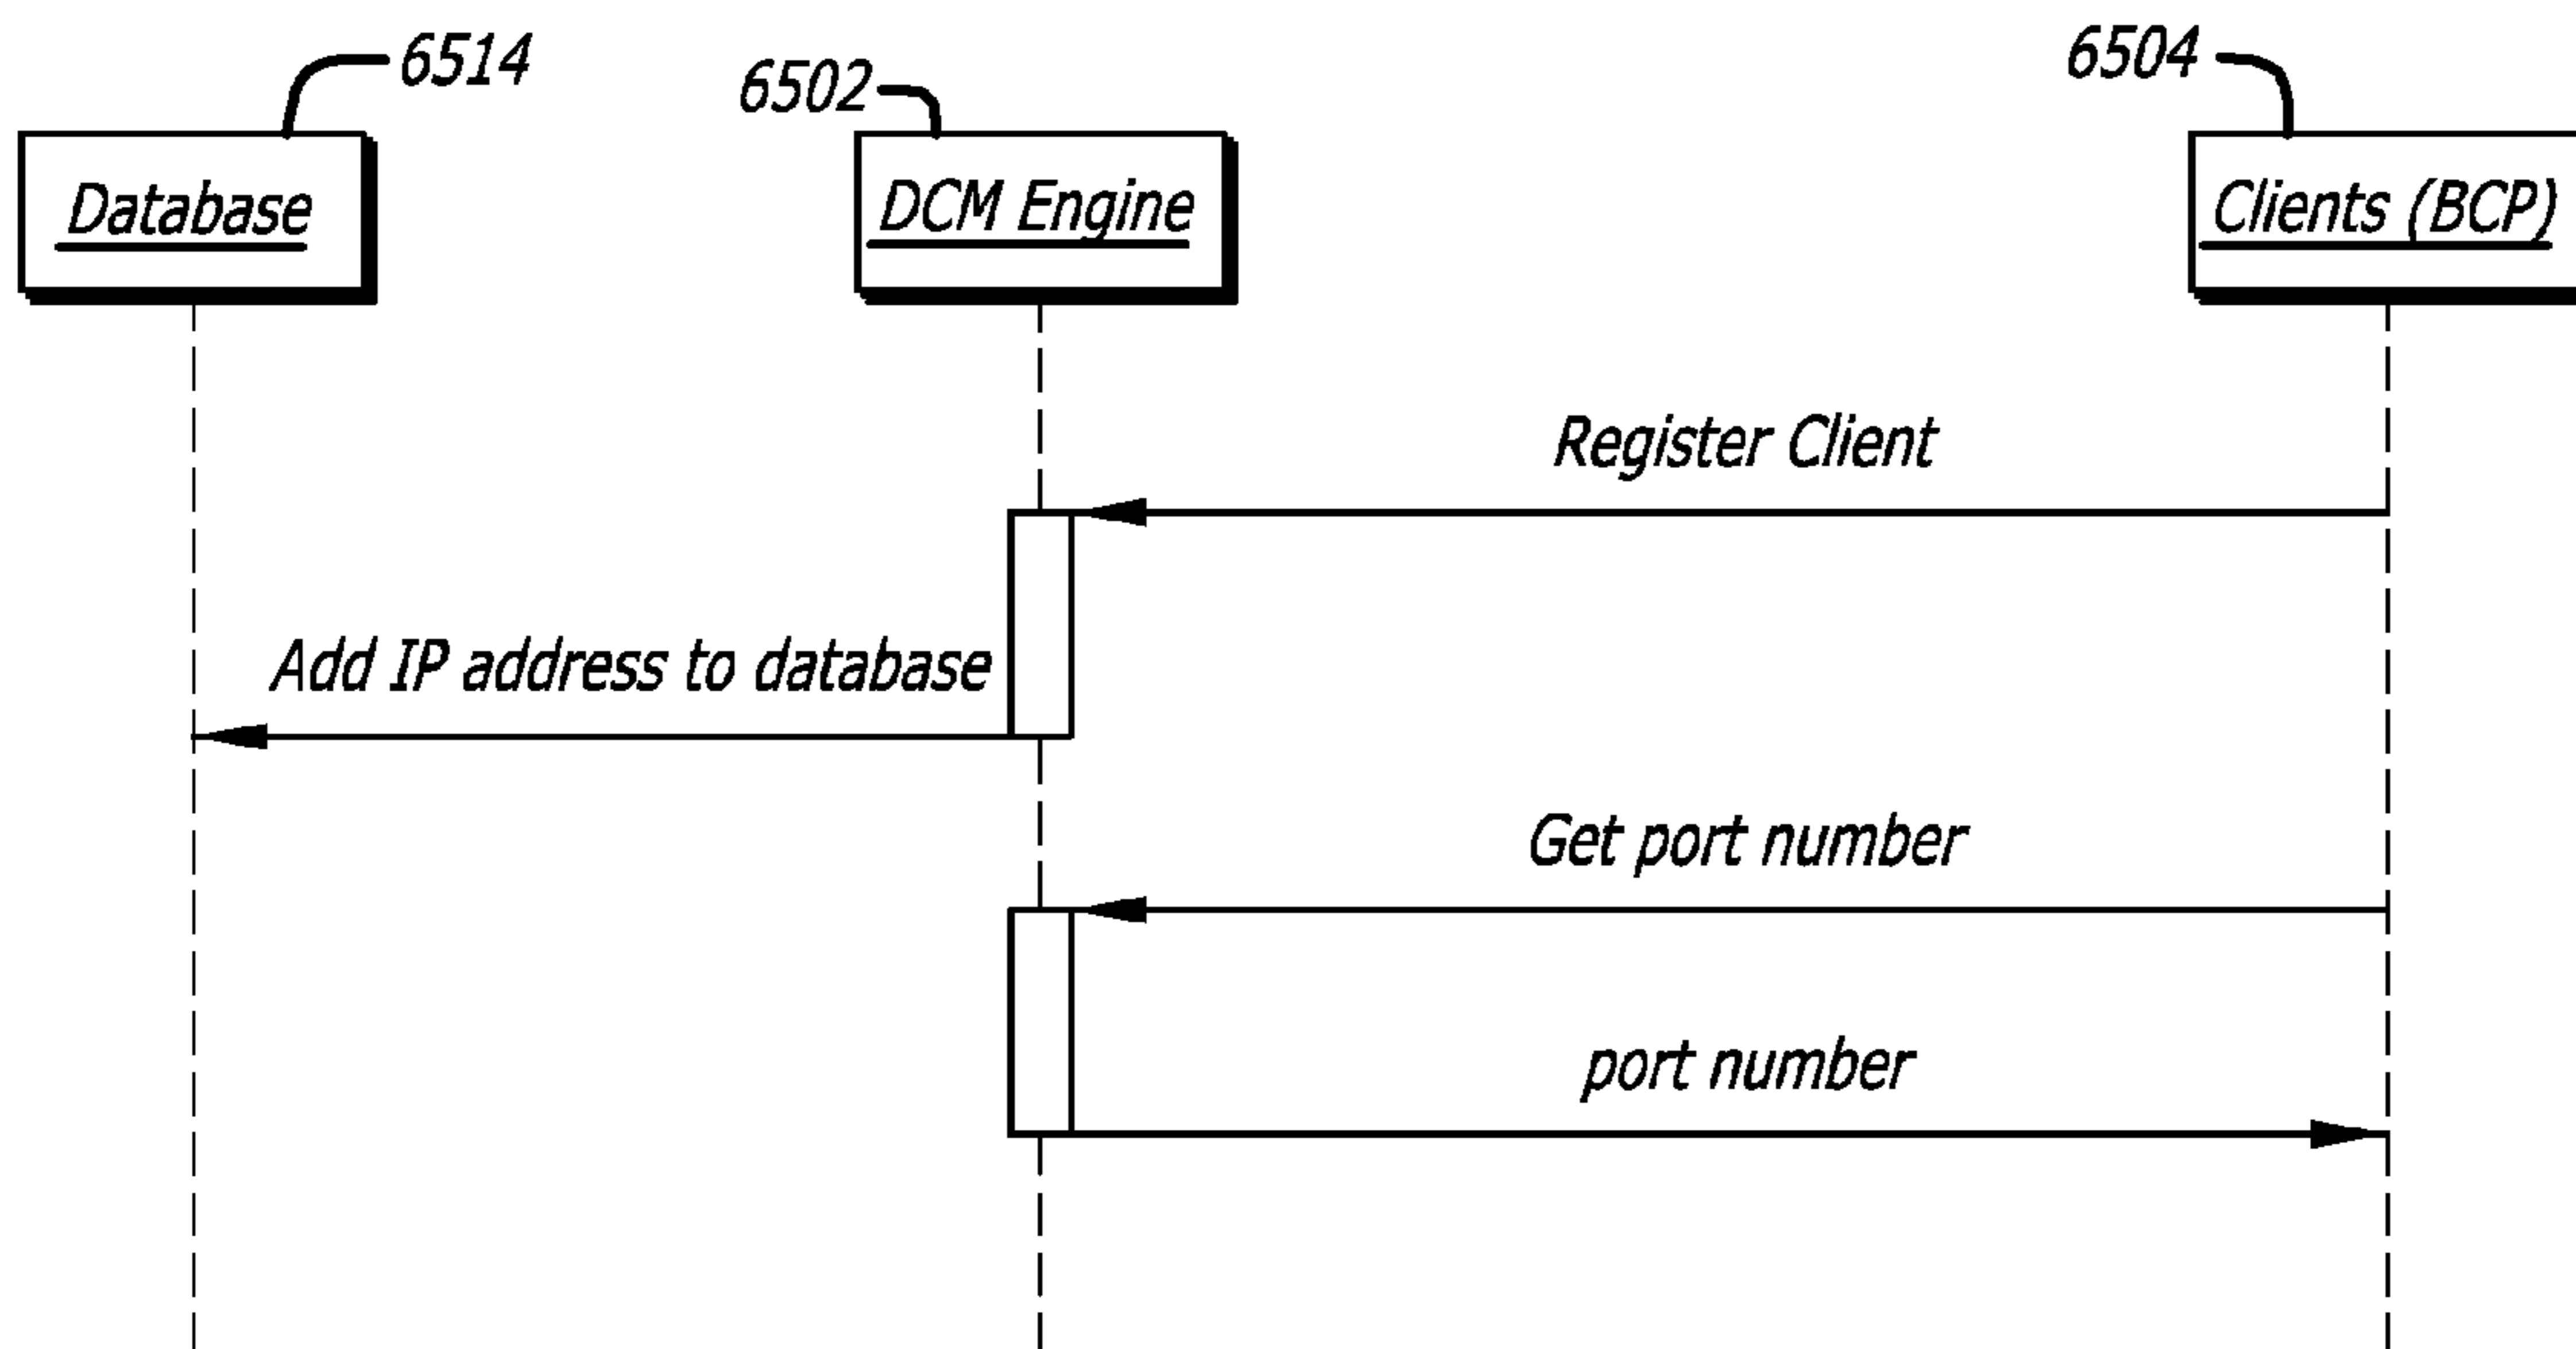 6514
6502
6504
Database
DCM Engine
Clients (BCP)
Register Client
Add IP address to database
Get port number
port number